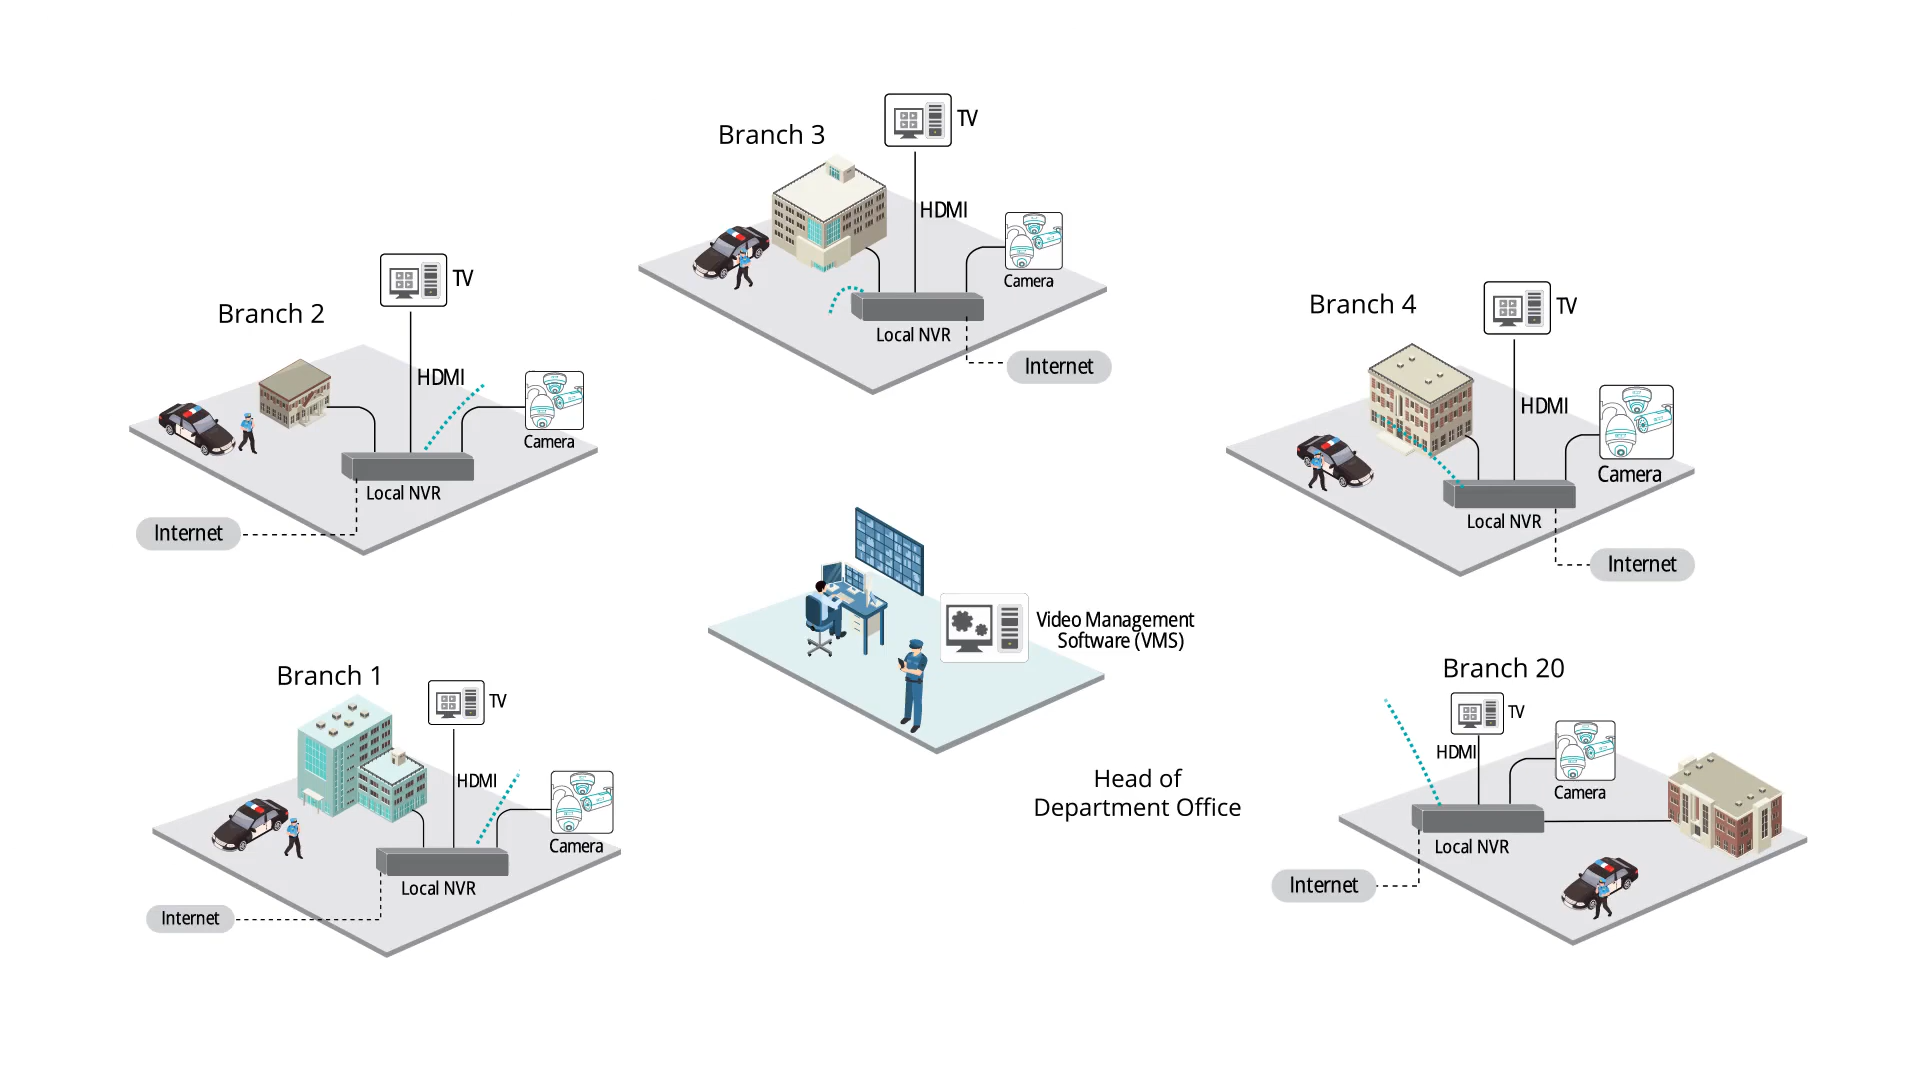 Branch 3
TV
HDMI
Camera
Local NVR
Internet
Branch 2
TV
HDMI
Camera
Local NVR
Internet
Branch 4
TV
HDMI
Camera
Local NVR
Internet
Video Management
Software (VMS)
Head of
Department Office
Branch 1
TV
HDMI
Camera
Local NVR
Internet
Branch 20
TV
HDMI
Camera
Local NVR
Internet